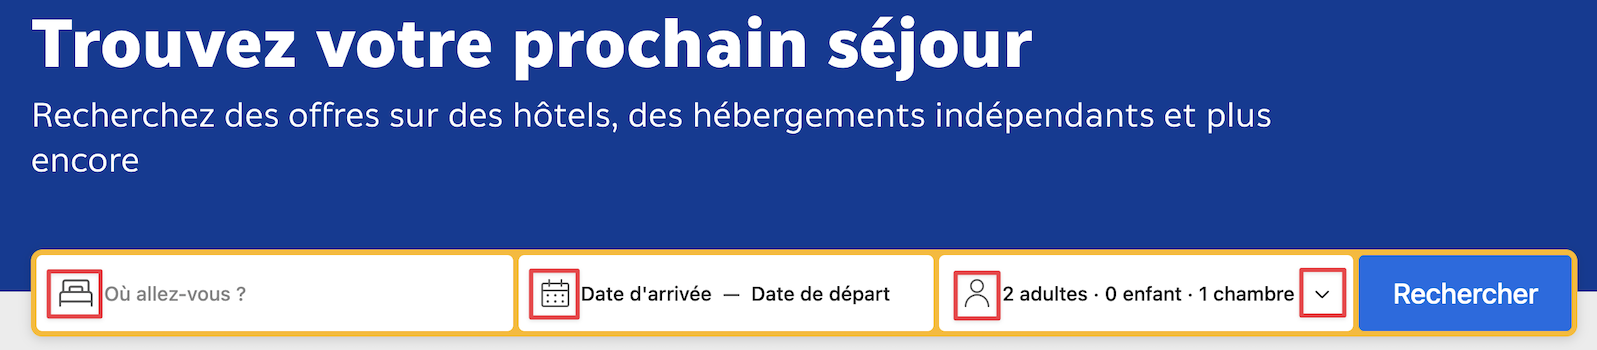 Trouvez votre prochain séjour
Recherchez des offres sur des hôtels, des hébergements indépendants et plus
encore
Où allez-vous ?
Date d'arrivée — Date de départ
2 adultes · 0 enfant · 1 chambre
Rechercher